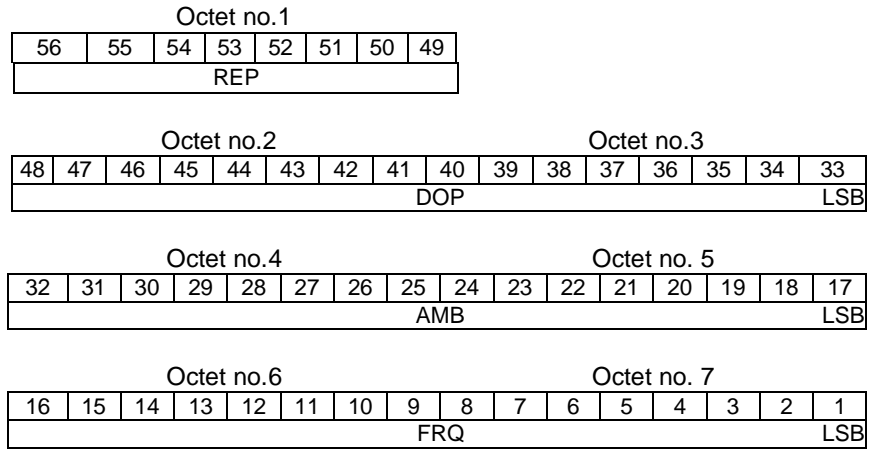 Octet no.1
56 55 54 53 52 51 50 49
REP
Octet no.2 Octet no.3
48 47 46 45 44 43 42 41 40 39 38 37 36 35 34 33
DOP LSB
Octet no.4 Octet no. 5
32 31 30 29 28 27 26 25 24 23 22 21 20 19 18 17
AMB LSB
Octet no.6 Octet no. 7
16 15 14 13 12 11 10 9 8 7 6 5 4 3 2 1
FRQ LSB